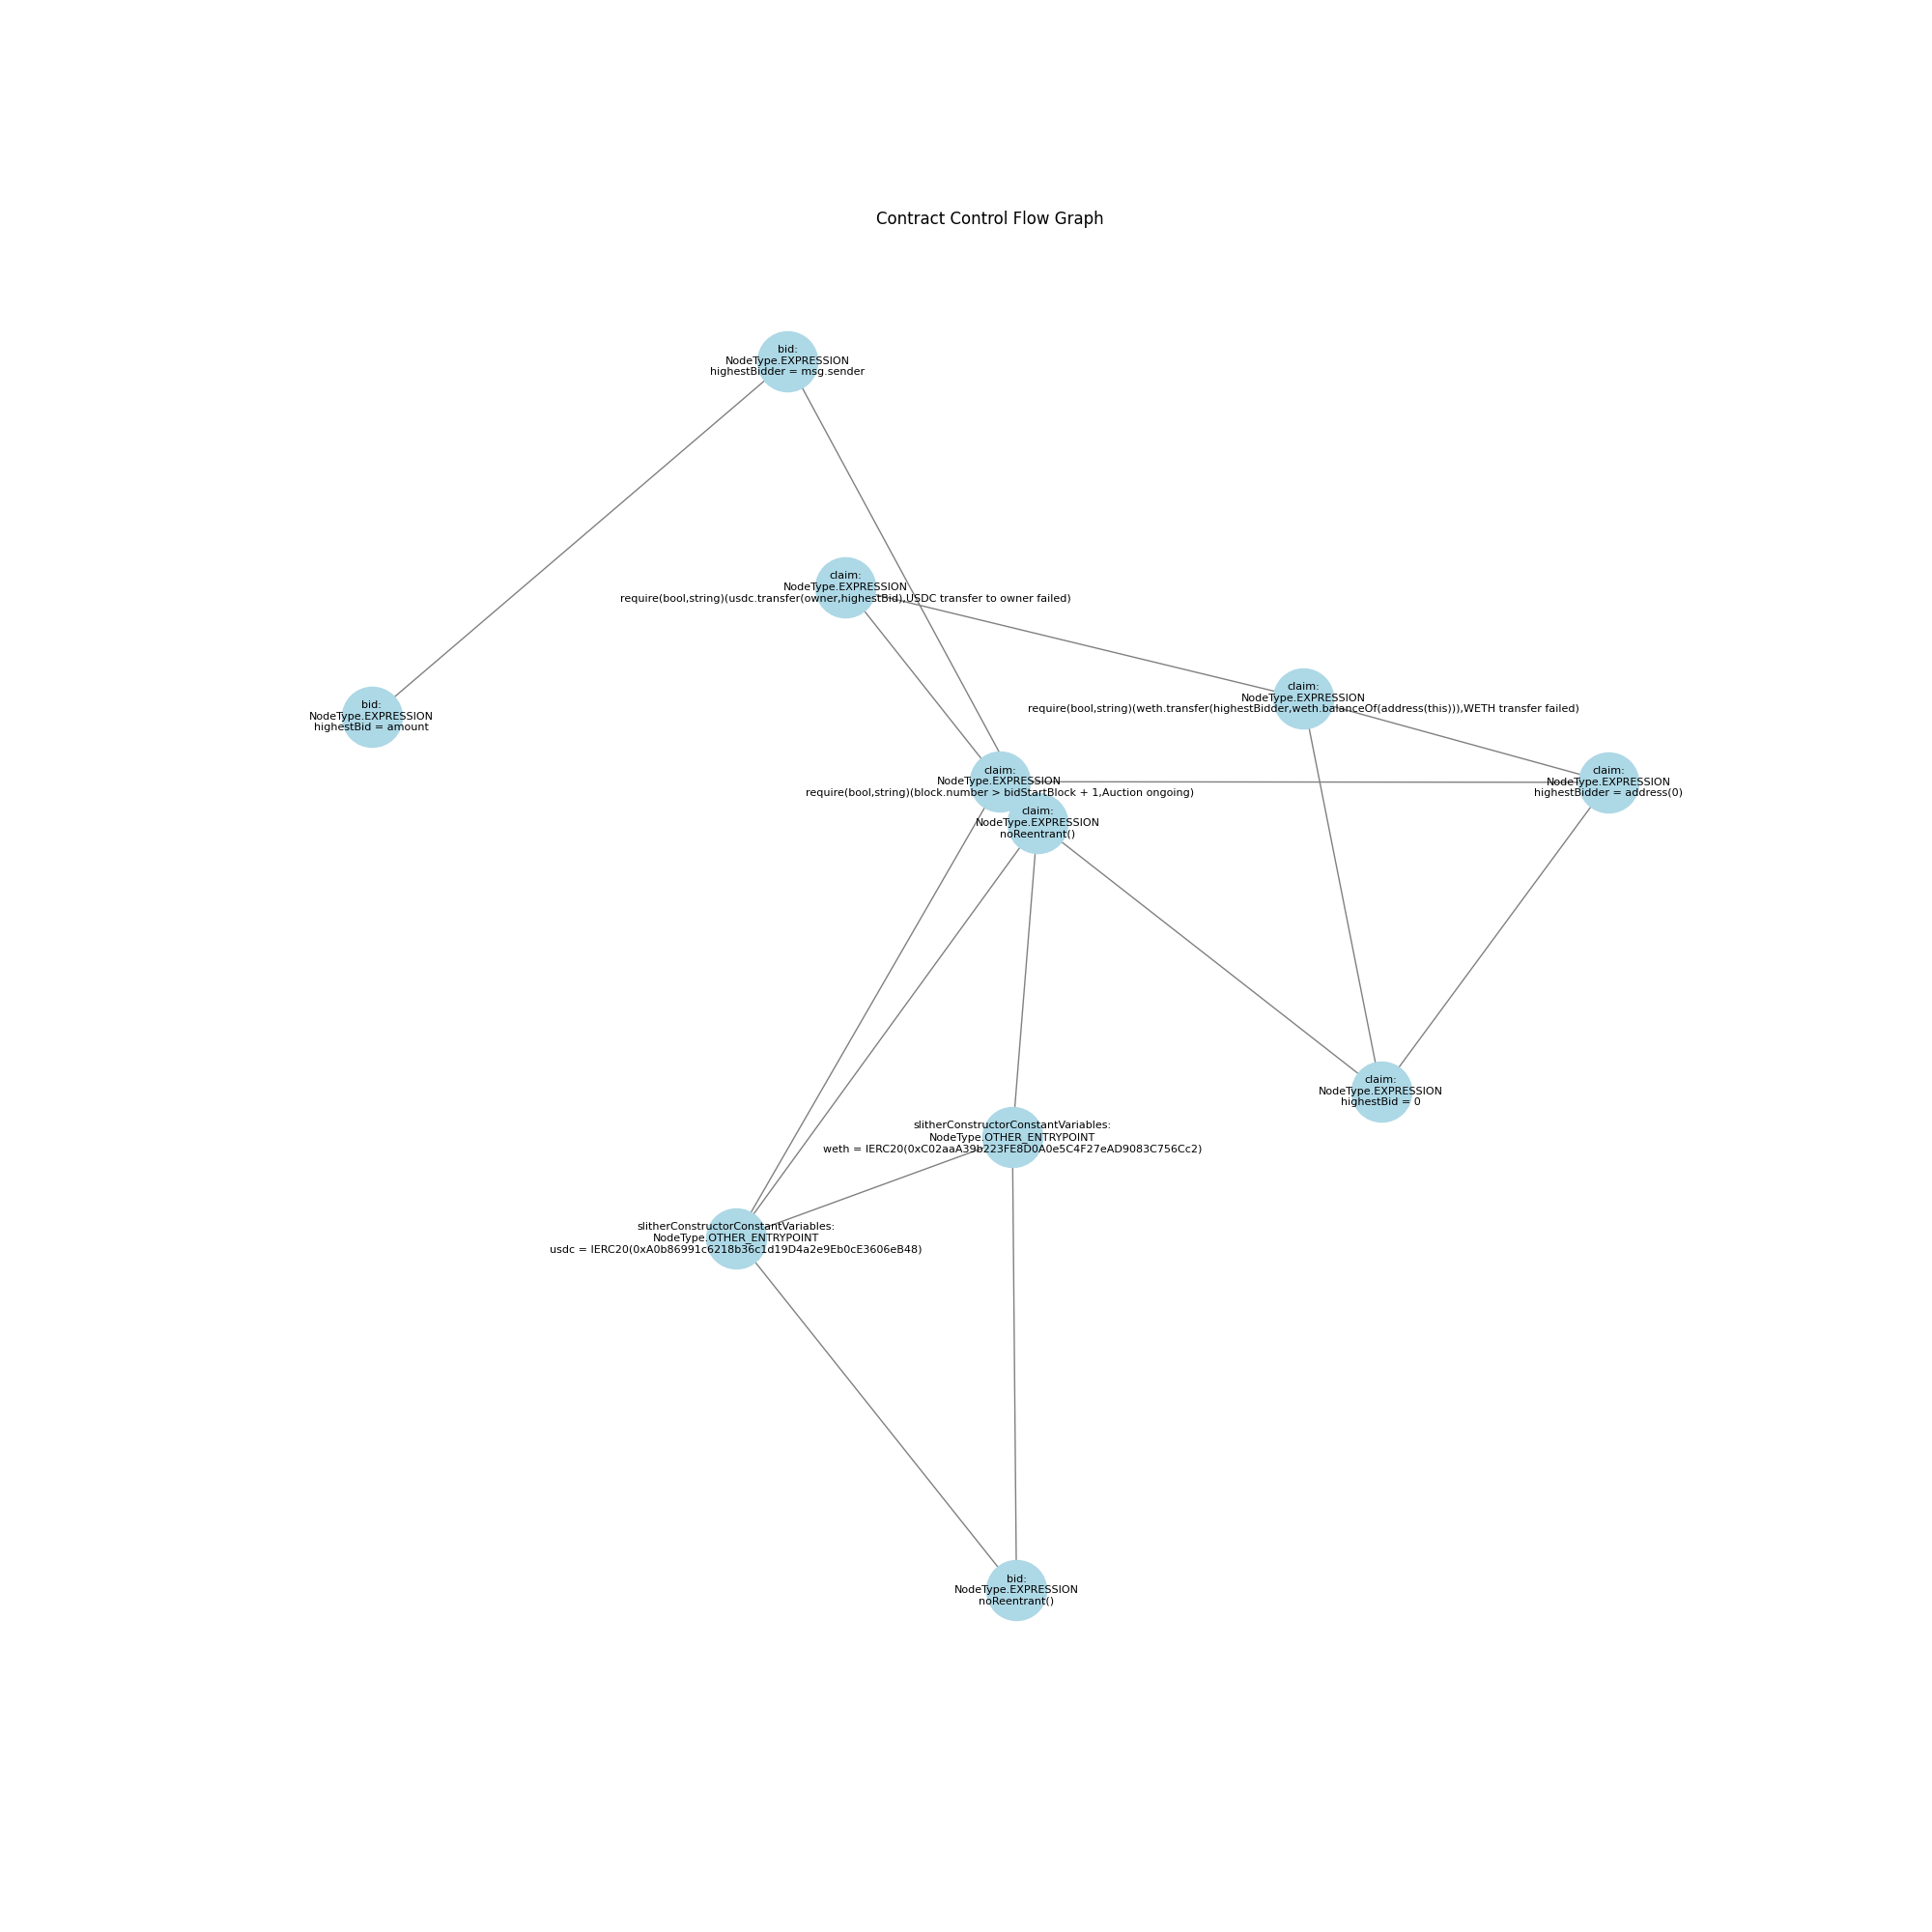 Contract Control Flow Graph
bid:
NodeType.EXPRESSION
highestBidder = msg.sender
claim:
NodeType.EXPRESSION
require(bool,string)(usdc.transfer(owner,highestBid),USDC transfer to owner failed)
claim:
NodeType.EXPRESSION
require(bool,string)(weth.transfer(highestBidder,weth.balanceOf(address(this))),WETH transfer failed)
bid:
NodeType.EXPRESSION
highestBid = amount
claim:
NodeType.EXPRESSION
require(bool,string)(block.number > bidStartBlock + 1,Auction ongoing)
claim:
NodeType.EXPRESSION
highestBidder = address(0)
claim:
NodeType.EXPRESSION
noReentrant()
claim:
NodeType.EXPRESSION
highestBid = 0
slitherConstructorConstantVariables:
NodeType.OTHER_ENTRYPOINT
weth = IERC20(0xC02aaA39b223FE8D0A0e5C4F27eAD9083C756Cc2)
slitherConstructorConstantVariables:
NodeType.OTHER_ENTRYPOINT
usdc = IERC20(0xA0b86991c6218b36c1d19D4a2e9Eb0cE3606eB48)
bid:
NodeType.EXPRESSION
noReentrant()